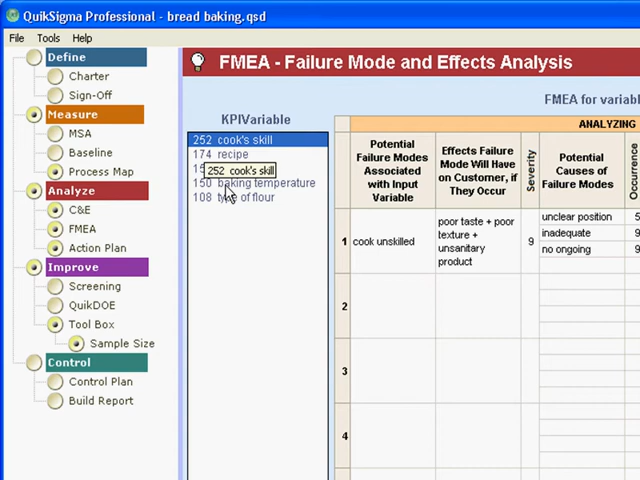 QuikSigma Professional - bread baking.qsd
File Tools Help
Define
Charter
Sign-Off
Measure
MSA
Baseline
Process Map
Analyze
C&E
FMEA
Action Plan
Improve
Screening
QuikDOE
Tool Box
Sample Size
Control
Control Plan
Build Report
FMEA - Failure Mode and Effects Analysis
KPIVariable
252 cook's skill
174 recipe
252 cook's skill
150 baking temperature
108 type of flour
FMEA for variabl
ANALYZING
Potential
Failure Modes
Associated
with Input
Variable
Effects Failure
Mode Will Have
on Customer, if
They Occur
Severity
Potential
Causes of
Failure Modes
Occurrence
1
cook unskilled
poor taste + poor
texture +
unsanitary
product
9
unclear position
5
inadequate
9
no ongoing
9
2
3
4